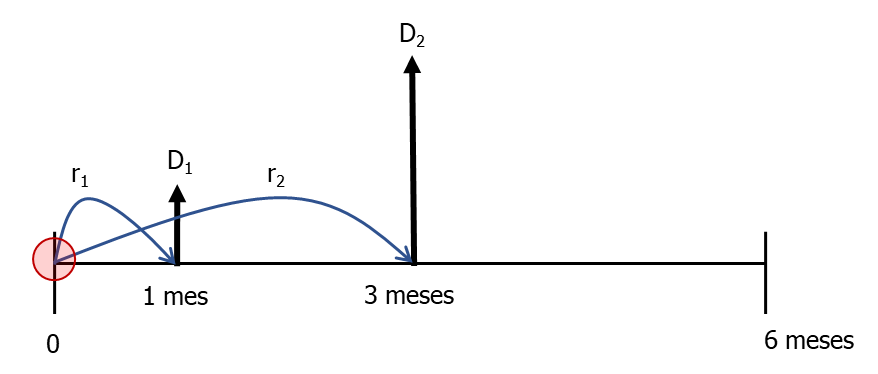 D₂
D₁
r₁
r₂
1 mes
3 meses
0
6 meses